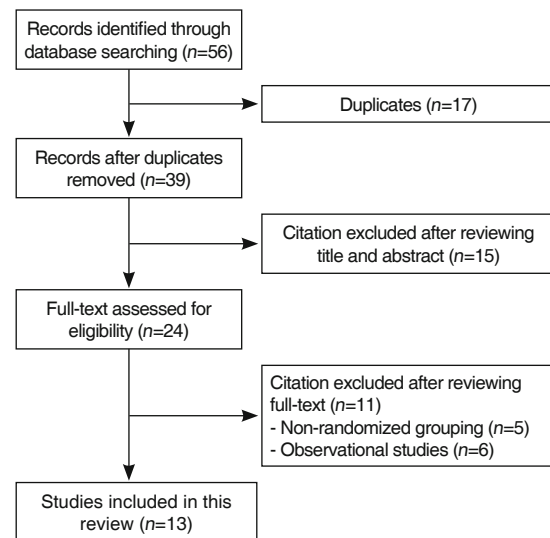 Records identified through
database searching (n=56)
Duplicates (n=17)
Records after duplicates
removed (n=39)
Citation excluded after reviewing
title and abstract (n=15)
Full-text assessed for
eligibility (n=24)
Citation excluded after reviewing
full-text (n=11)
- Non-randomized grouping (n=5)
- Observational studies (n=6)
Studies included in this
review (n=13)